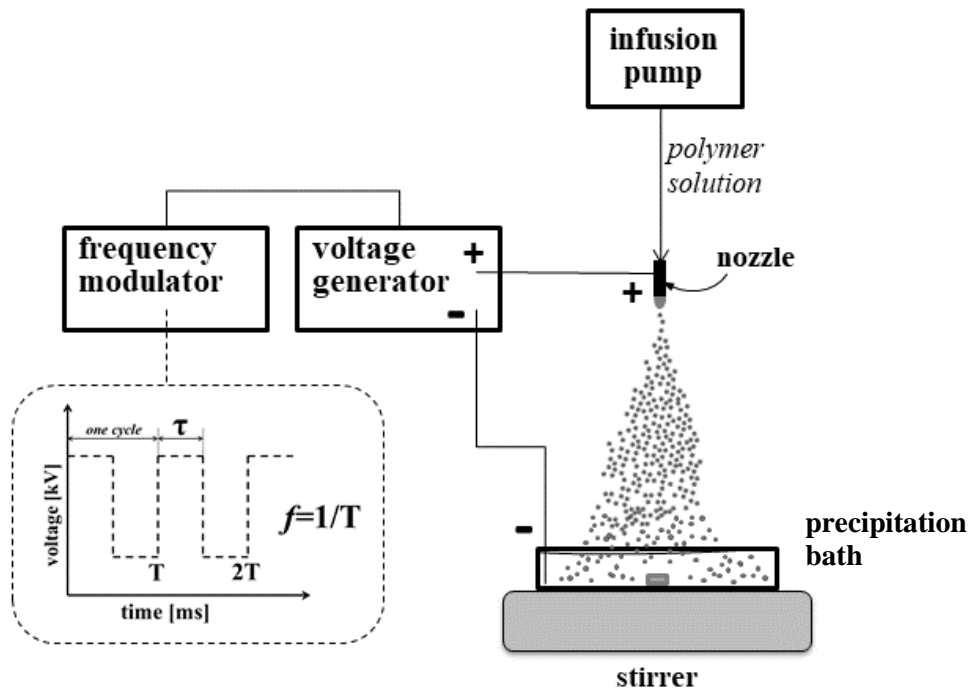 infusion
pump
polymer
solution
frequency
modulator
voltage
generator
+
-
nozzle
+
one cycle
τ
voltage [kV]
f=1/T
T
2T
time [ms]
-
precipitation
bath
stirrer